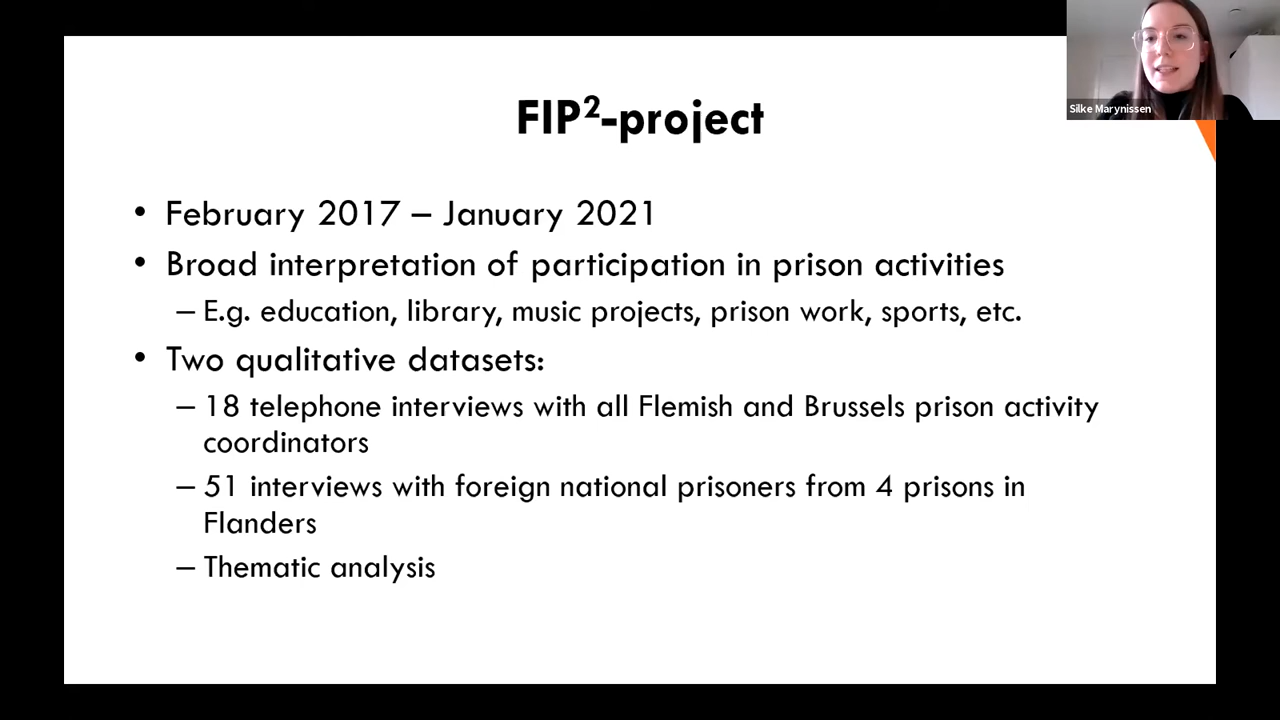 Silke Marynissen
FIP²-project
• February 2017 – January 2021
• Broad interpretation of participation in prison activities
– E.g. education, library, music projects, prison work, sports, etc.
• Two qualitative datasets:
– 18 telephone interviews with all Flemish and Brussels prison activity
coordinators
– 51 interviews with foreign national prisoners from 4 prisons in
Flanders
– Thematic analysis